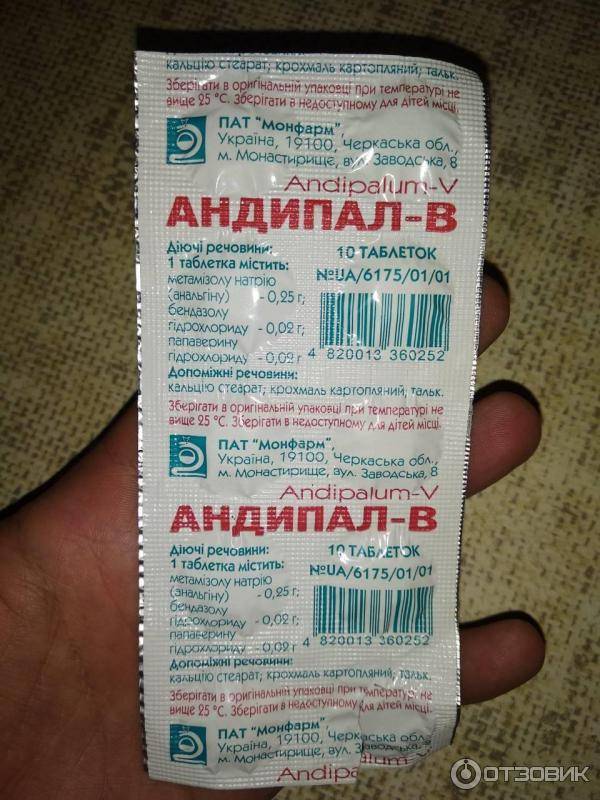 кальцію стеарат; крохмаль картопляний; тальк.
Зберігати в оригінальній упаковці при температурі не
вище 25 °C. Зберігати в недоступному для дітей місці.
ПАТ "Монфарм",
Україна, 19100, Черкаська обл.,
м. Монастирище, вул. Заводська, 8
Andipalum-V
АНДИПАЛ-В
Діючі речовини:
1 таблетка містить:
метамізолу натрію
(анальгіну) - 0,25 г;
бендазолу
гідрохлориду - 0,02 г;
папаверину
гідрохлориду - 0,02 г
10 ТАБЛЕТОК
№UA/6175/01/01
4 820013 360252
Допоміжні речовини:
кальцію стеарат; крохмаль картопляний, тальк.
Зберігати в оригінальній упаковці при температурі не
вище 25 °C. Зберігати в недоступному для дітей місці.
ПАТ "Монфарм",
Україна, 19100, Черкаська обл.,
м. Монастирище, вул. Заводська, 8
Andipalum-V
АНДИПАЛ-В
Діючі речовини:
1 таблетка містить:
метамізолу натрію
(анальгіну) - 0,25 г;
бендазолу
гідрохлориду - 0,02 г;
папаверину
гідрохлориду - 0,02 г
10 ТАБЛЕТОК
№UA/6175/01/01
4 820013 360252
Допоміжні речовини:
кальцію стеарат; крохмаль картопляний, тальк.
Зберігати в оригінальній упаковці при температурі не
вище 25 °C. Зберігати в недоступному для дітей місці.
ПАТ "Монфарм",
Україна, 19100, Черкаська обл.
м. Монастирище, вул. Заводська, 8
Andipalum-V
ОТЗОВИК